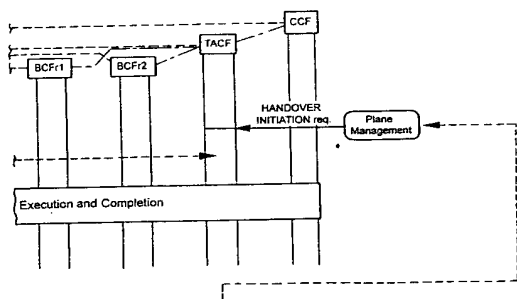 CCF
TACF
BCFr1
BCFr2
HANDOVER
INITIATION req.
Plane
Management
Execution and Completion